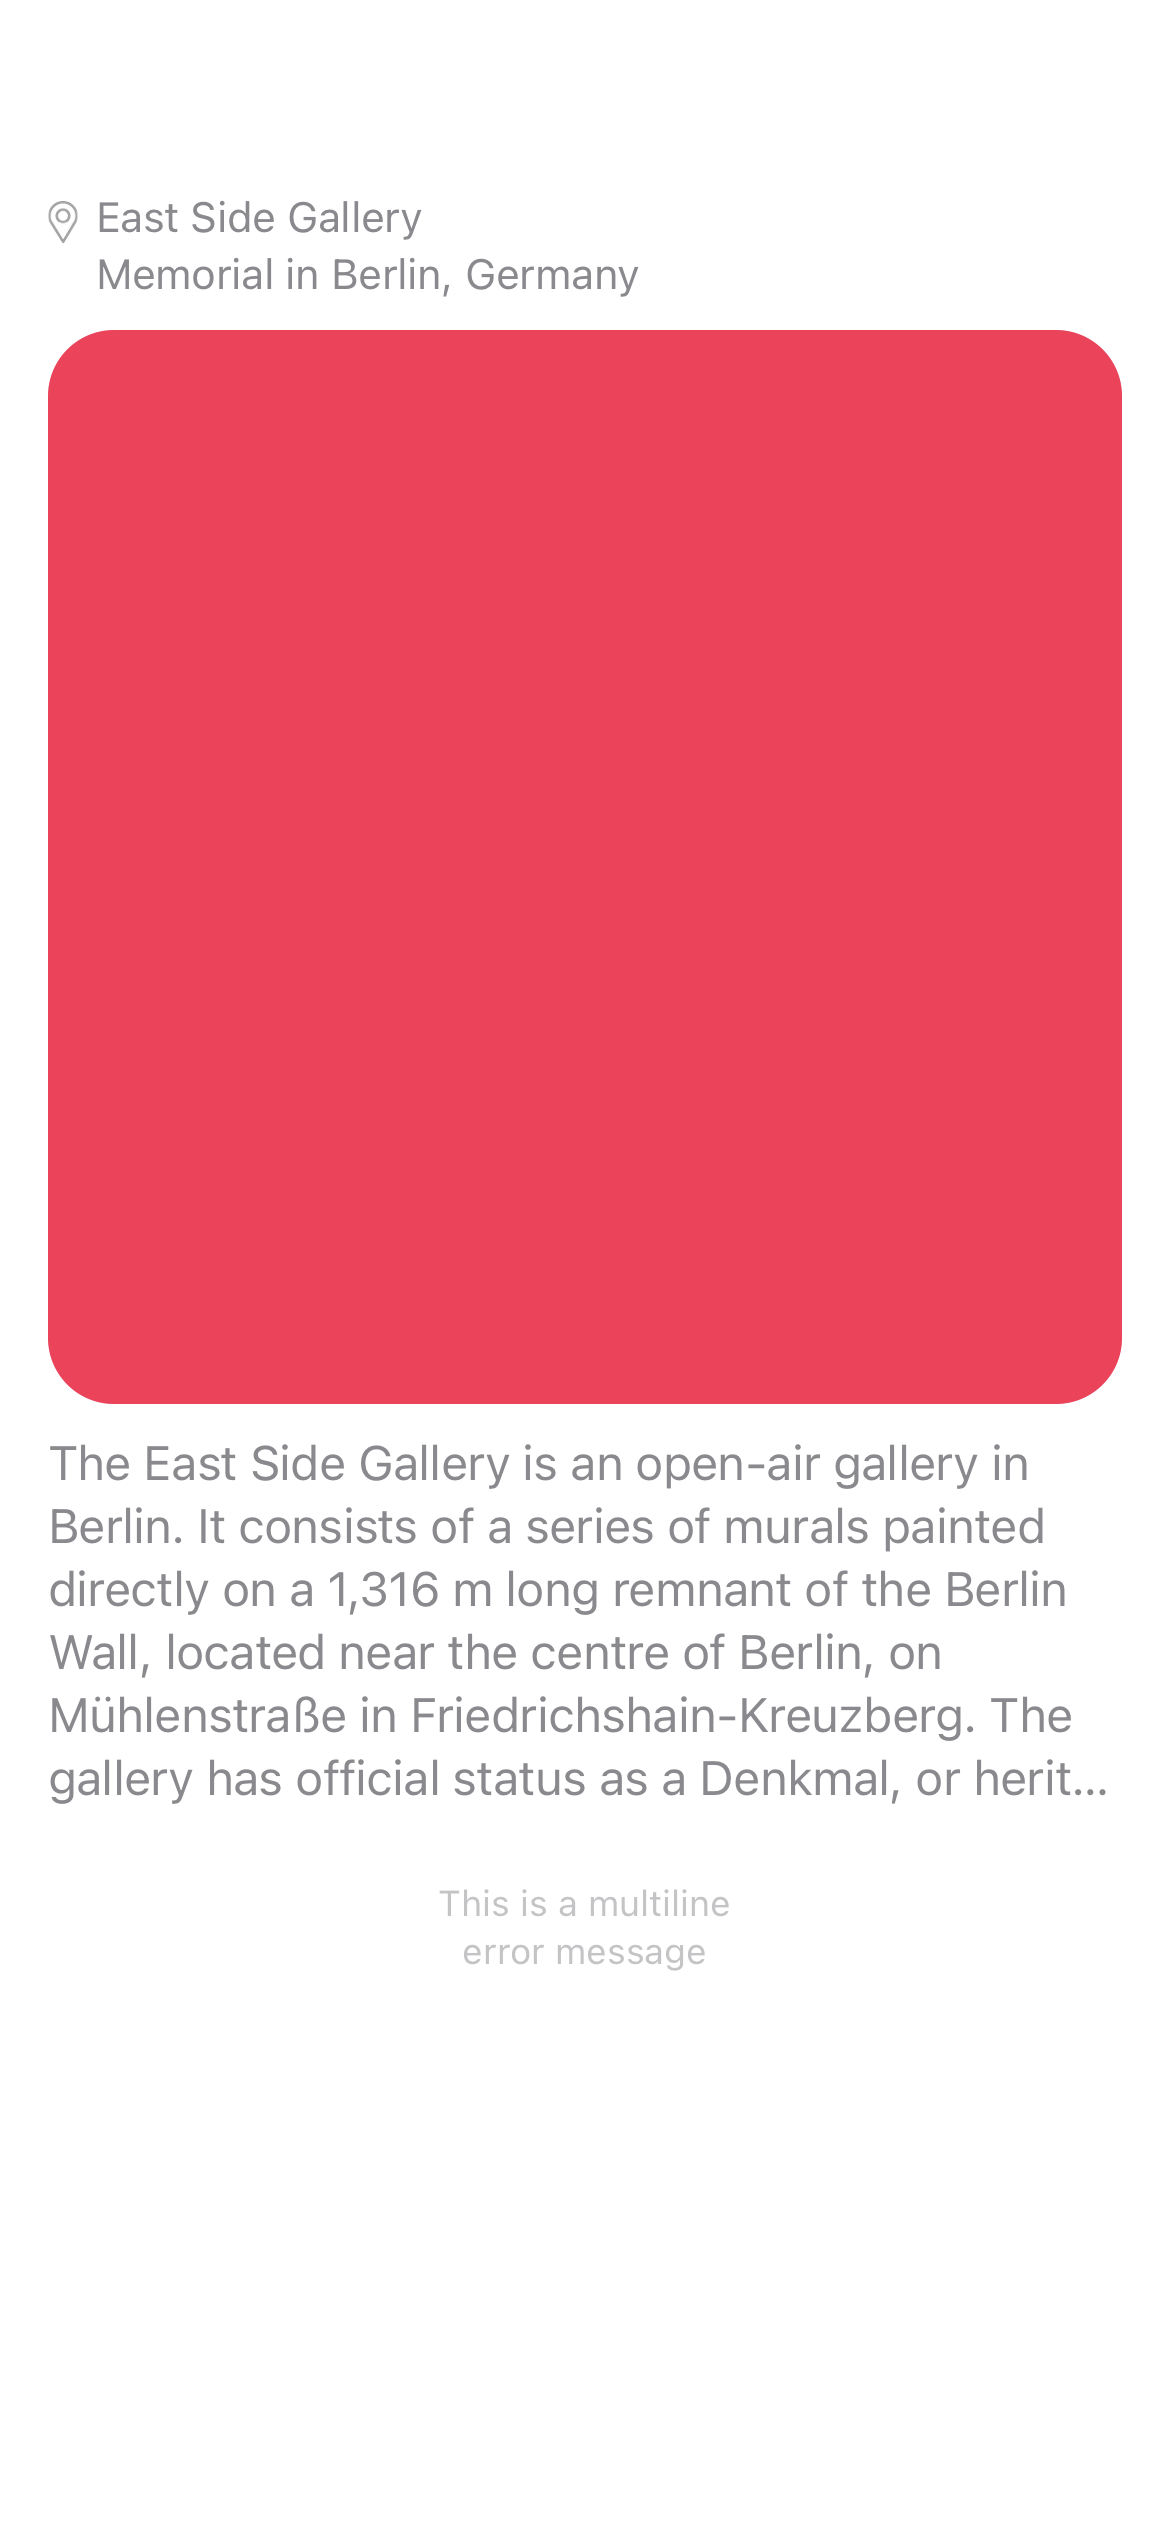 East Side Gallery
Memorial in Berlin, Germany
The East Side Gallery is an open-air gallery in
Berlin. It consists of a series of murals painted
directly on a 1,316 m long remnant of the Berlin
Wall, located near the centre of Berlin, on
Mühlenstraße in Friedrichshain-Kreuzberg. The
gallery has official status as a Denkmal, or herit...
This is a multiline
error message